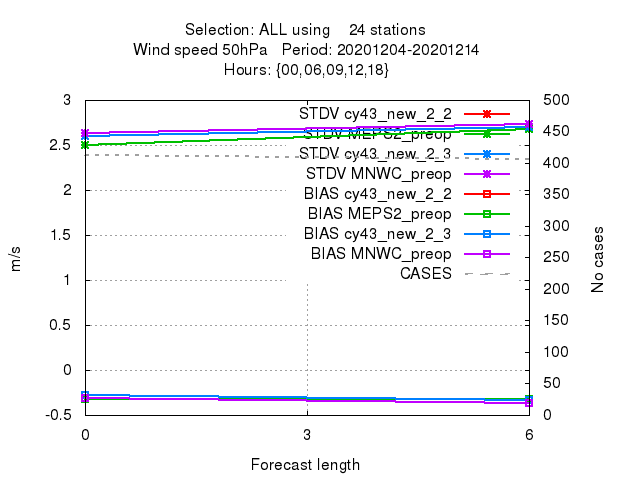 Selection: ALL using 24 stations
Wind speed 50hPa Period: 20201204-20201214
Hours: {00,06,09,12,18}
3
2.5
2
1.5
1
0.5
0
-0.5
m/s
500
450
400
350
300
250
200
150
100
50
0
No cases
STDV cy43_new_2_2
STDV MEPS2_preop
STDV cy43_new_2_3
STDV MNWC_preop
BIAS cy43_new_2_2
BIAS MEPS2_preop
BIAS cy43_new_2_3
BIAS MNWC_preop
CASES
0 3 6
Forecast length